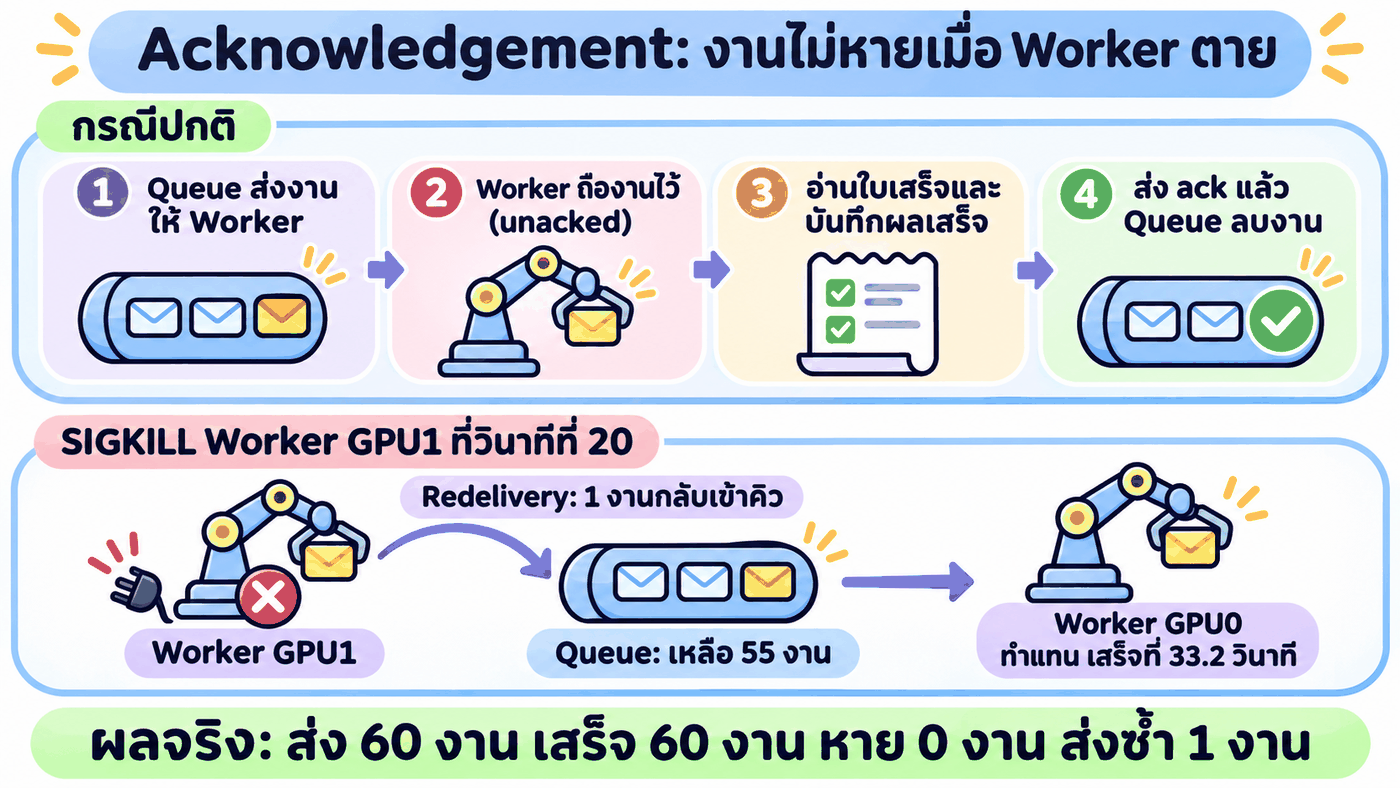 Acknowledgement: งานไม่หายเมื่อ Worker ตาย
กรณีปกติ
1
Queue ส่งงาน
ให้ Worker
2
Worker ถืองานไว้
(unacked)
3
อ่านใบเสร็จและ
บันทึกผลเสร็จ
4
ส่ง ack แล้ว
Queue ลบงาน
SIGKILL Worker GPU1 ที่วินาทีที่ 20
Redelivery: 1 งานกลับเข้าคิว
Worker GPU1
Queue: เหลือ 55 งาน
Worker GPU0
ทำแทน เสร็จที่ 33.2 วินาที
ผลจริง: ส่ง 60 งาน เสร็จ 60 งาน หาย 0 งาน ส่งซ้ำ 1 งาน